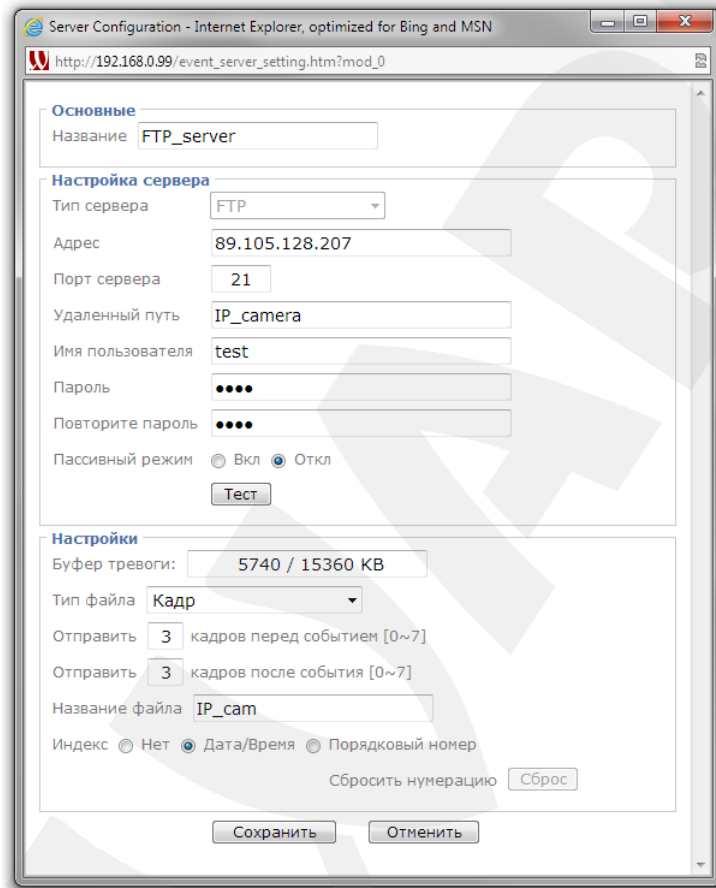 Server Configuration - Internet Explorer, optimized for Bing and MSN
http://192.168.0.99/event_server_setting.htm?mod_0
Основные
Название FTP_server
Настройка сервера
Тип сервера FTP
Адрес 89.105.128.207
Порт сервера 21
Удаленный путь IP_camera
Имя пользователя test
Пароль ••••
Повторите пароль ••••
Пассивный режим Вкл Откл
Тест
Настройки
Буфер тревоги: 5740 / 15360 KB
Тип файла Кадр
Отправить 3 кадров перед событием [0~7]
Отправить 3 кадров после события [0~7]
Название файла IP_cam
Индекс Нет Дата/Время Порядковый номер
Сбросить нумерацию Сброс
Сохранить Отменить